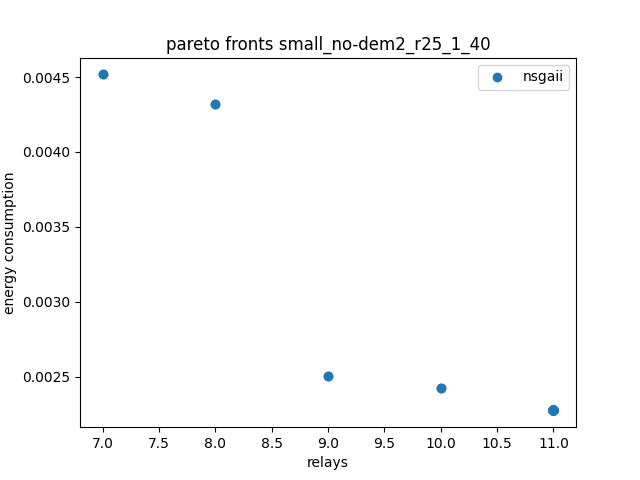 pareto fronts small_no-dem2_r25_1_40
nsgaii
energy consumption
0.0045
0.0040
0.0035
0.0030
0.0025
7.0 7.5 8.0 8.5 9.0 9.5 10.0 10.5 11.0
relays